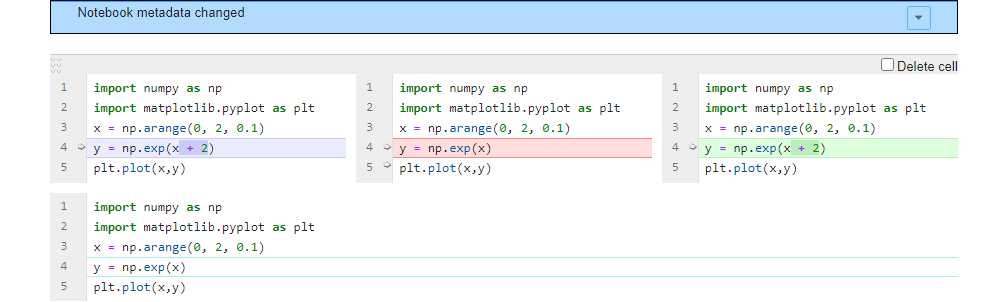 Notebook metadata changed
Delete cell
1 import numpy as np
2 import matplotlib.pyplot as plt
3 x = np.arange(0, 2, 0.1)
4 y = np.exp(x + 2)
5 plt.plot(x,y)
1 import numpy as np
2 import matplotlib.pyplot as plt
3 x = np.arange(0, 2, 0.1)
4 y = np.exp(x)
5 plt.plot(x,y)
1 import numpy as np
2 import matplotlib.pyplot as plt
3 x = np.arange(0, 2, 0.1)
4 y = np.exp(x + 2)
5 plt.plot(x,y)
1 import numpy as np
2 import matplotlib.pyplot as plt
3 x = np.arange(0, 2, 0.1)
4 y = np.exp(x)
5 plt.plot(x,y)